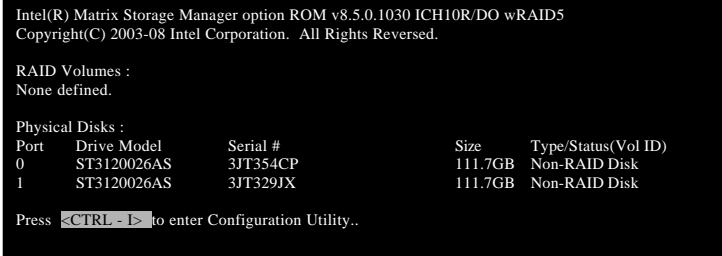 Intel(R) Matrix Storage Manager option ROM v8.5.0.1030 ICH10R/DO wRAID5
Copyright(C) 2003-08 Intel Corporation. All Rights Reversed.
RAID Volumes :
None defined.
Physical Disks :
Port Drive Model Serial # Size Type/Status(Vol ID)
0 ST3120026AS 3JT354CP 111.7GB Non-RAID Disk
1 ST3120026AS 3JT329JX 111.7GB Non-RAID Disk
Press <CTRL - I> to enter Configuration Utility..